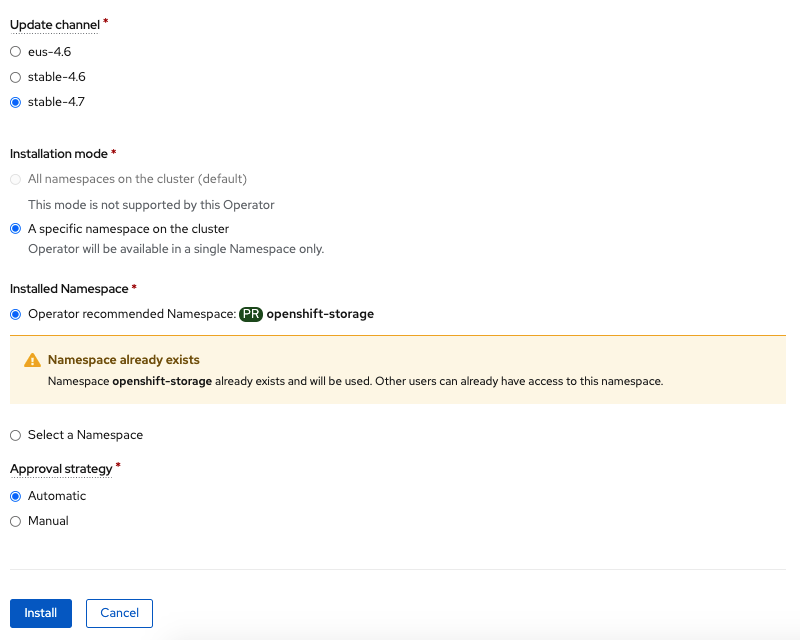 Update channel *
eus-4.6
stable-4.6
stable-4.7
Installation mode *
All namespaces on the cluster (default)
This mode is not supported by this Operator
A specific namespace on the cluster
Operator will be available in a single Namespace only.
Installed Namespace *
Operator recommended Namespace: PR openshift-storage
Namespace already exists
Namespace openshift-storage already exists and will be used. Other users can already have access to this namespace.
Select a Namespace
Approval strategy *
Automatic
Manual
Install Cancel